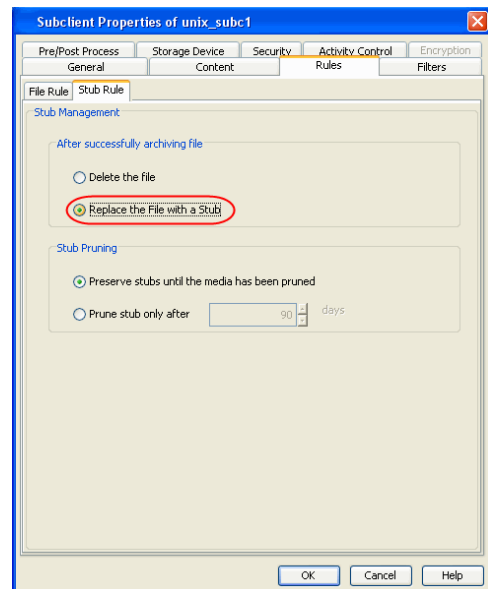 Subclient Properties of unix_subc1
Pre/Post Process Storage Device Security Activity Control Encryption
General Content Rules Filters
File Rule Stub Rule
Stub Management
After successfully archiving file
Delete the file
Replace the File with a Stub
Stub Pruning
Preserve stubs until the media has been pruned
Prune stub only after 90 days
OK Cancel Help